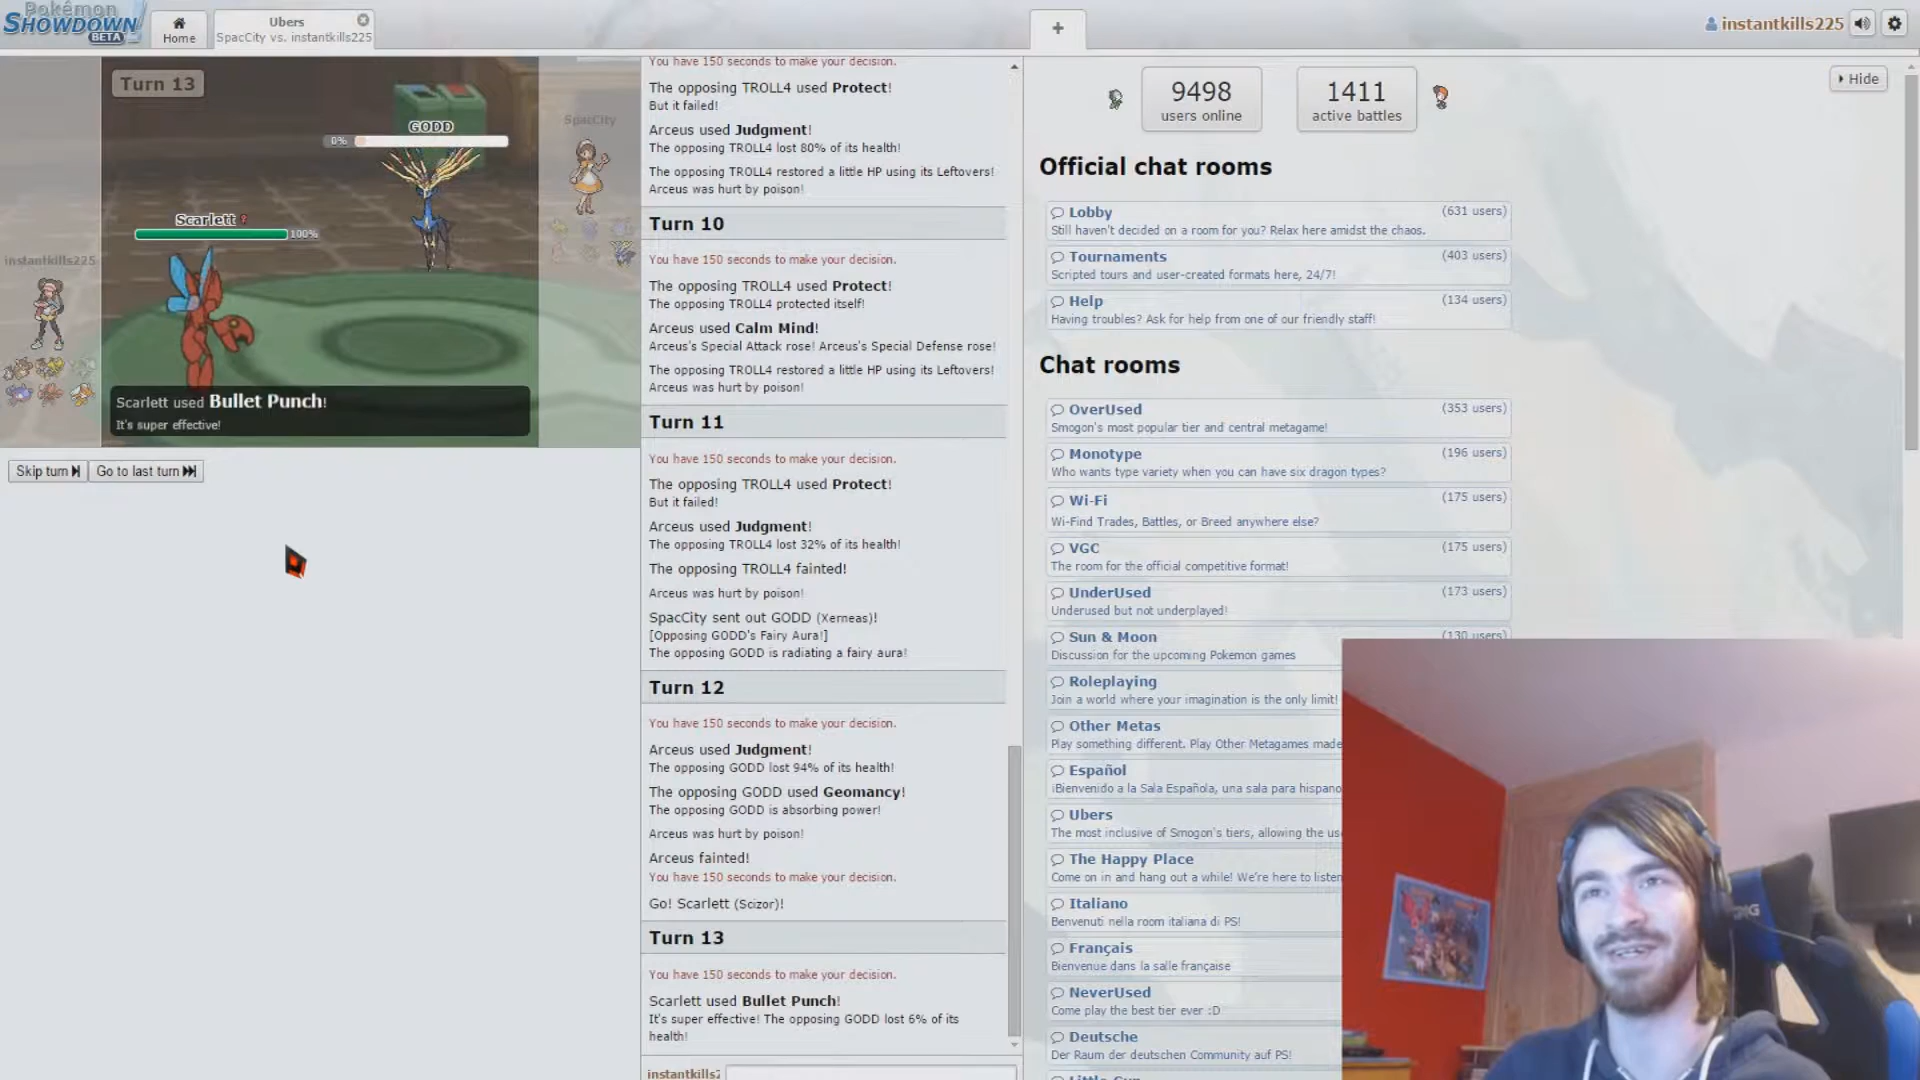 Pokémon
SHOWDOWN
BETA
Home
Ubers
SpacCity vs. instantkills225
+
instantkills225
Turn 13
GODD
0%
Scarlett
100%
SpacCity
instantkills225
Scarlett used Bullet Punch!
It's super effective!
Skip turn
Go to last turn
You have 150 seconds to make your decision.
The opposing TROLL4 used Protect!
But it failed!
Arceus used Judgment!
The opposing TROLL4 lost 80% of its health!
The opposing TROLL4 restored a little HP using its Leftovers!
Arceus was hurt by poison!
Turn 10
You have 150 seconds to make your decision.
The opposing TROLL4 used Protect!
The opposing TROLL4 protected itself!
Arceus used Calm Mind!
Arceus's Special Attack rose! Arceus's Special Defense rose!
The opposing TROLL4 restored a little HP using its Leftovers!
Arceus was hurt by poison!
Turn 11
You have 150 seconds to make your decision.
The opposing TROLL4 used Protect!
But it failed!
Arceus used Judgment!
The opposing TROLL4 lost 32% of its health!
The opposing TROLL4 fainted!
Arceus was hurt by poison!
SpacCity sent out GODD (Xerneas)!
[Opposing GODD's Fairy Aura!]
The opposing GODD is radiating a fairy aura!
Turn 12
You have 150 seconds to make your decision.
Arceus used Judgment!
The opposing GODD lost 94% of its health!
The opposing GODD used Geomancy!
The opposing GODD is absorbing power!
Arceus was hurt by poison!
Arceus fainted!
You have 150 seconds to make your decision.
Go! Scarlett (Scizor)!
Turn 13
You have 150 seconds to make your decision.
Scarlett used Bullet Punch!
It's super effective! The opposing GODD lost 6% of its
health!
instantkills2
Hide
9498
users online
1411
active battles
Official chat rooms
Lobby
(631 users)
Still haven't decided on a room for you? Relax here amidst the chaos.
Tournaments
(403 users)
Scripted tours and user-created formats here, 24/7!
Help
(134 users)
Having troubles? Ask for help from one of our friendly staff!
Chat rooms
OverUsed
(353 users)
Smogon's most popular tier and central metagame!
Monotype
(196 users)
Who wants type variety when you can have six dragon types?
Wi-Fi
(175 users)
Wi-Find Trades, Battles, or Breed anywhere else?
VGC
(175 users)
The room for the official competitive format!
UnderUsed
(173 users)
Underused but not underplayed!
Sun & Moon
(130 users)
Discussion for the upcoming Pokemon games
Roleplaying
Join a world where your imagination is the only limit!
Other Metas
Play something different. Play Other Metagames made
Español
¡Bienvenido a la Sala Española, una sala para hispano
Ubers
The most inclusive of Smogon's tiers, allowing the us
The Happy Place
Come on in and hang out a while! We're here to listen
Italiano
Benvenuti nella room italiana di PS!
Français
Bienvenue dans la salle française
NeverUsed
Come play the best tier ever :D
Deutsche
Der Raum der deutschen Community auf PS!